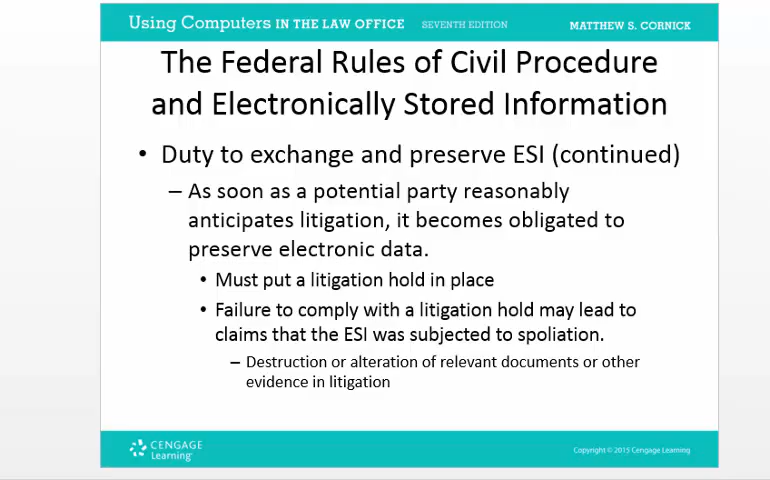 Using Computers IN THE LAW OFFICE SEVENTH EDITION MATTHEW S. CORNICK
The Federal Rules of Civil Procedure
and Electronically Stored Information
• Duty to exchange and preserve ESI (continued)
– As soon as a potential party reasonably
anticipates litigation, it becomes obligated to
preserve electronic data.
• Must put a litigation hold in place
• Failure to comply with a litigation hold may lead to
claims that the ESI was subjected to spoliation.
– Destruction or alteration of relevant documents or other
evidence in litigation
CENGAGE
Learning
Copyright © 2015 Cengage Learning